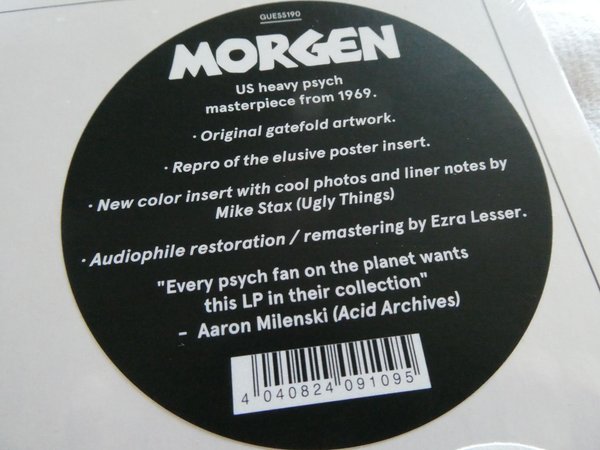 GUESS190
MORGEN
US heavy psych
masterpiece from 1969.
· Original gatefold artwork.
· Repro of the elusive poster insert.
· New color insert with cool photos and liner notes by
Mike Stax (Ugly Things)
· Audiophile restoration / remastering by Ezra Lesser.
"Every psych fan on the planet wants
this LP in their collection"
- Aaron Milenski (Acid Archives)
4 040824 091095